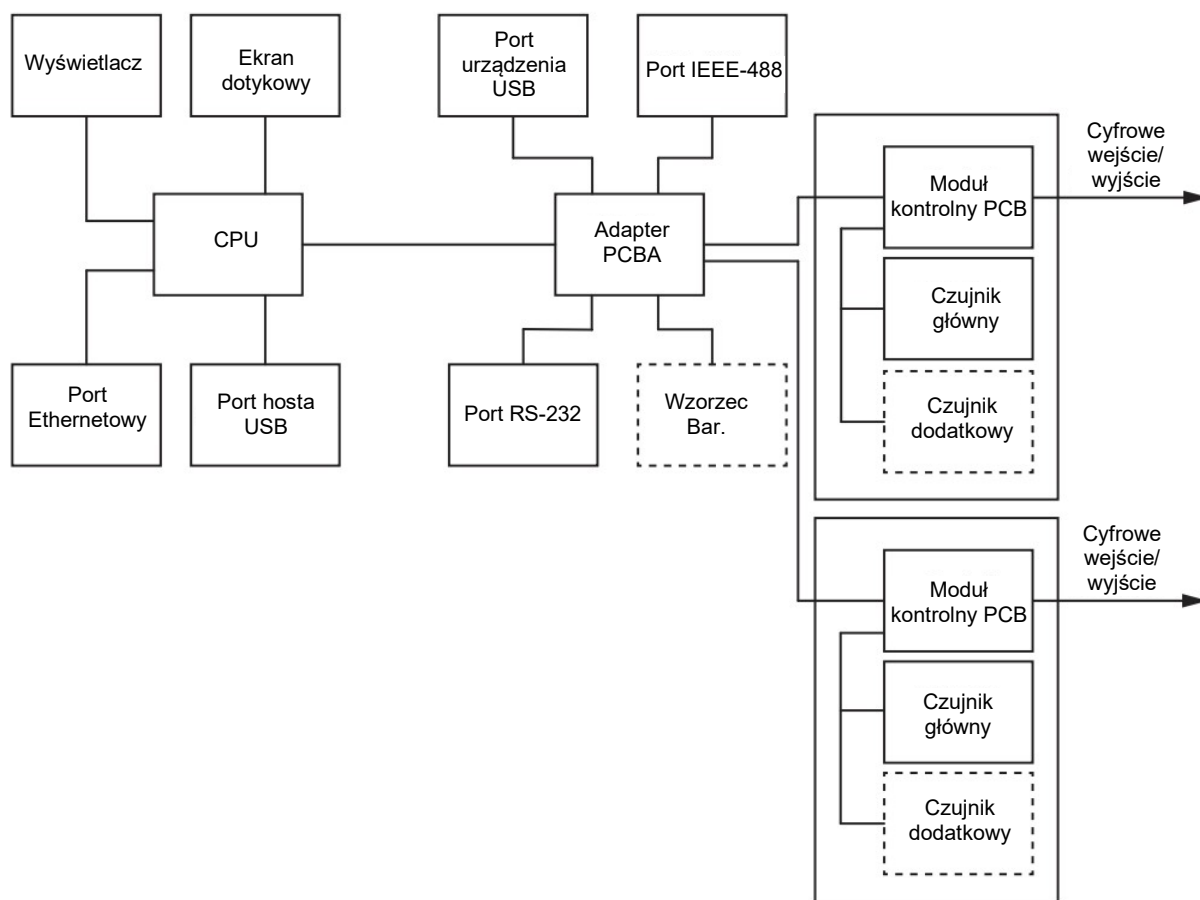 Wyświetlacz
Ekran
dotykowy
Port
urządzenia
USB
Port IEEE-488
CPU
Adapter
PCBA
Port
Ethernetowy
Port hosta
USB
Port RS-232
Wzorzec
Bar.
Moduł
kontrolny PCB
Cyfrowe
wejście/
wyjście
Czujnik
główny
Czujnik
dodatkowy
Moduł
kontrolny PCB
Cyfrowe
wejście/
wyjście
Czujnik
główny
Czujnik
dodatkowy